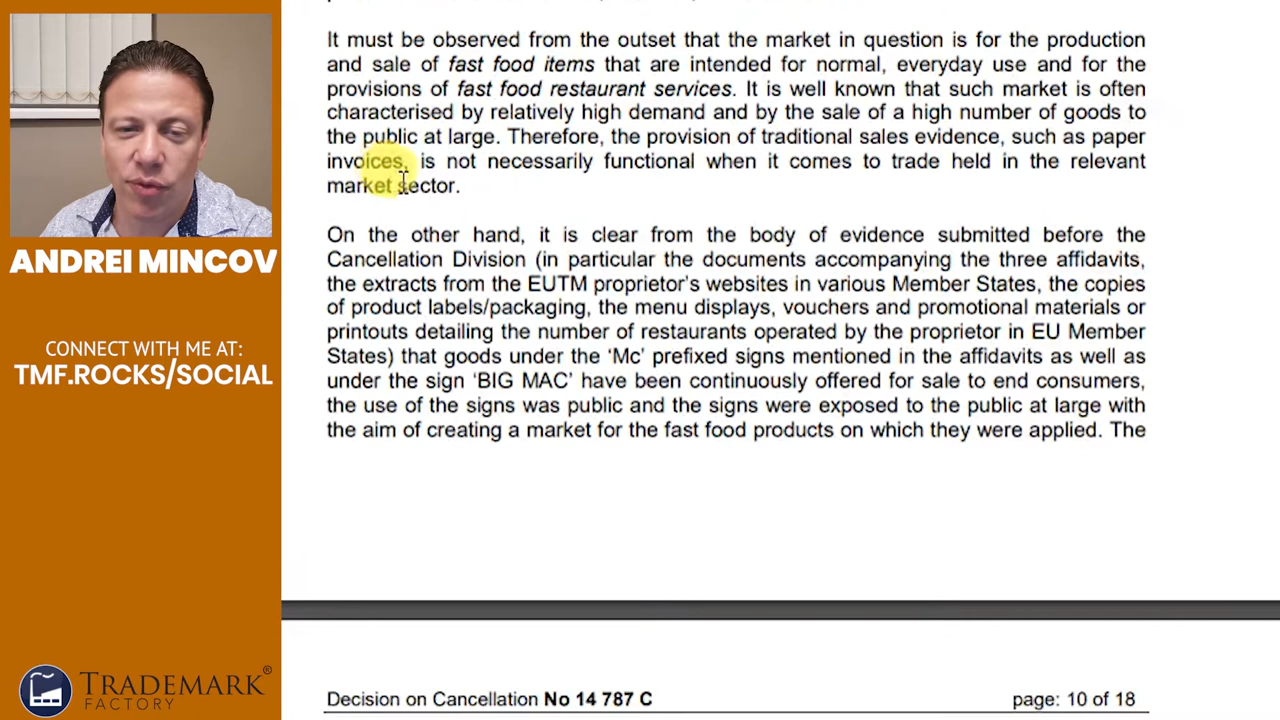 It must be observed from the outset that the market in question is for the production
and sale of fast food items that are intended for normal, everyday use and for the
provisions of fast food restaurant services. It is well known that such market is often
characterised by relatively high demand and by the sale of a high number of goods to
the public at large. Therefore, the provision of traditional sales evidence, such as paper
invoices, is not necessarily functional when it comes to trade held in the relevant
market sector.
On the other hand, it is clear from the body of evidence submitted before the
Cancellation Division (in particular the documents accompanying the three affidavits,
the extracts from the EUTM proprietor's websites in various Member States, the copies
of product labels/packaging, the menu displays, vouchers and promotional materials or
printouts detailing the number of restaurants operated by the proprietor in EU Member
States) that goods under the 'Mc' prefixed signs mentioned in the affidavits as well as
under the sign 'BIG MAC' have been continuously offered for sale to end consumers,
the use of the signs was public and the signs were exposed to the public at large with
the aim of creating a market for the fast food products on which they were applied. The
Decision on Cancellation No 14 787 C page: 10 of 18
ANDREI MINCOV
CONNECT WITH ME AT:
TMF.ROCKS/SOCIAL
TRADEMARK®
FACTORY